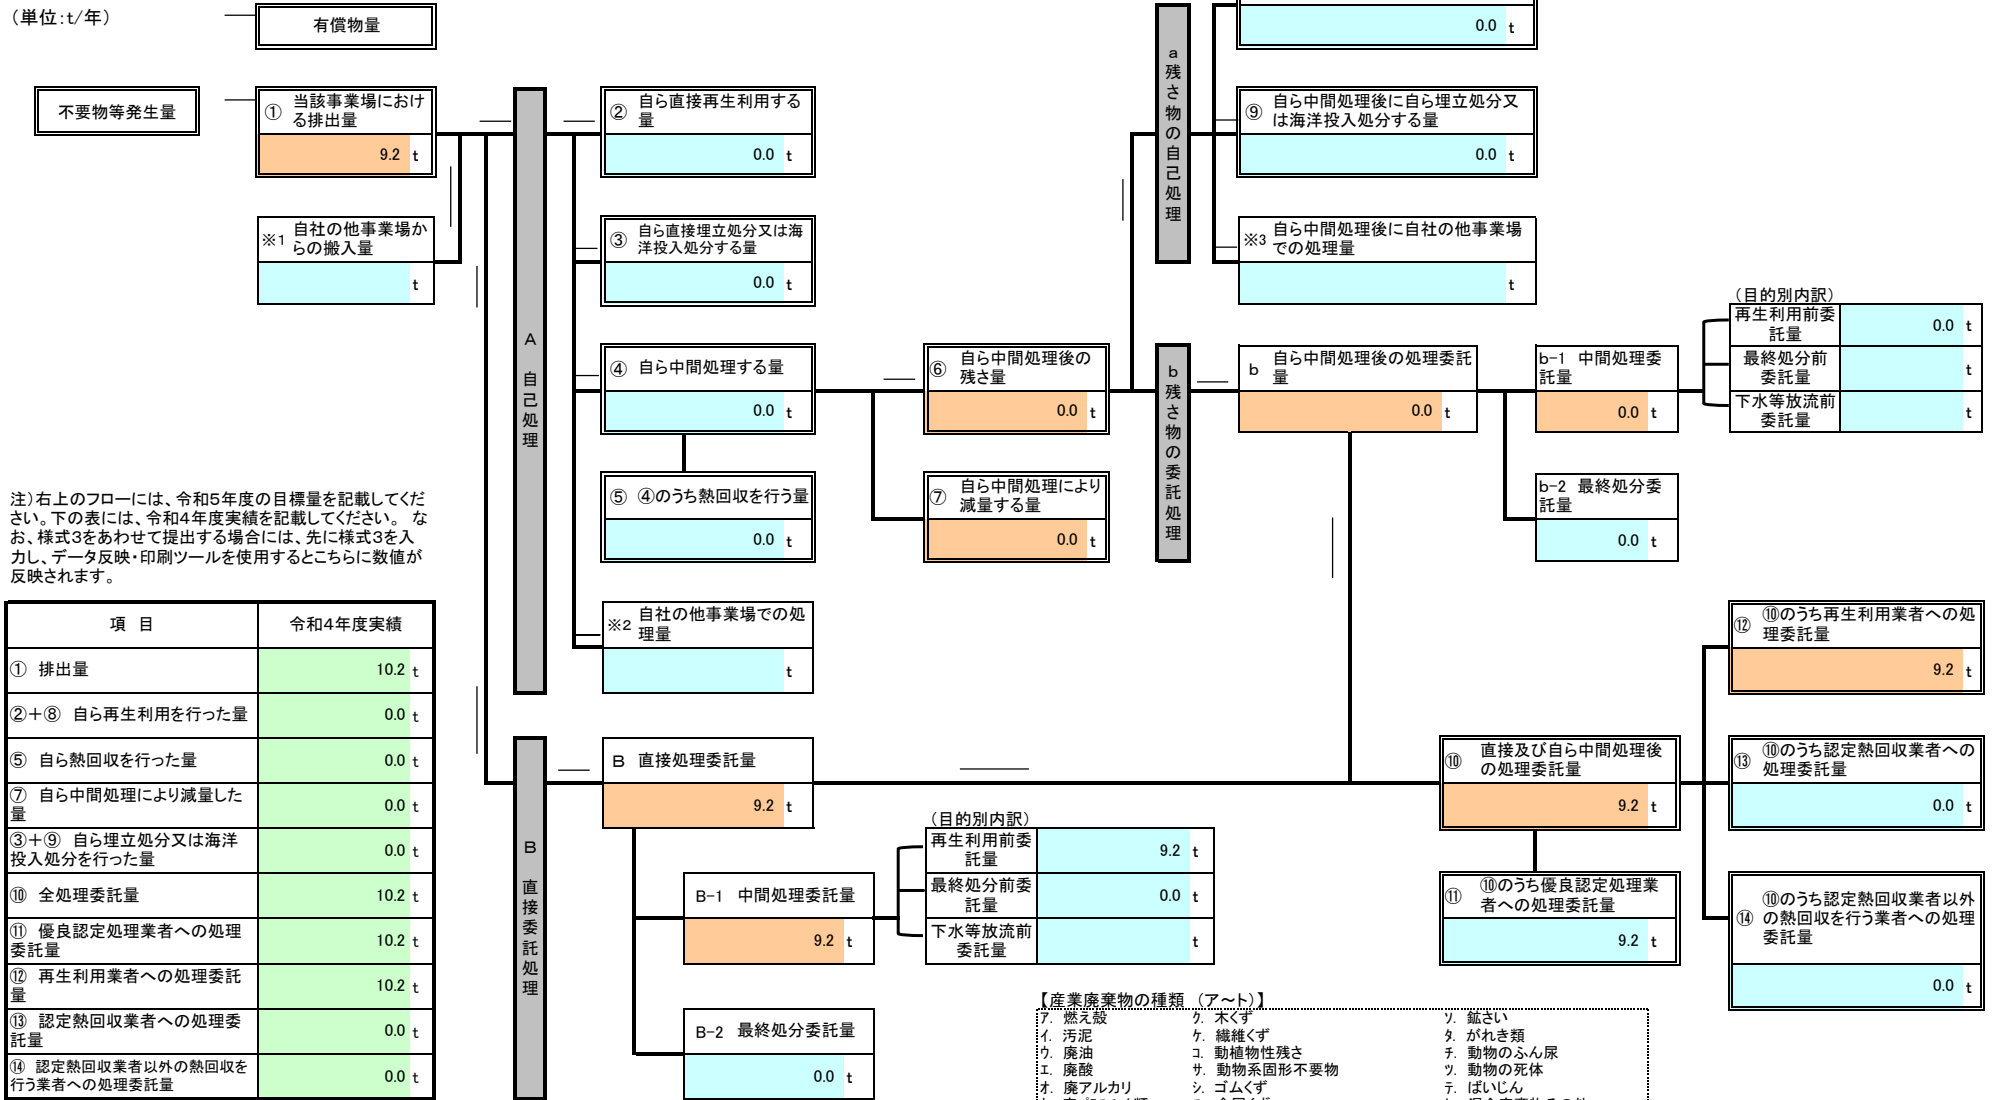 （単位:t/年）
有償物量
0.0 t
不要物等発生量
① 当該事業場におけ
る排出量
9.2 t
※1 自社の他事業場か
らの搬入量
t
A 自己処理
② 自ら直接再生利用する
量
0.0 t
③ 自ら直接埋立処分又は海
洋投入処分する量
0.0 t
④ 自ら中間処理する量
0.0 t
⑤ ④のうち熱回収を行う量
0.0 t
※2 自社の他事業場での処
理量
t
⑥ 自ら中間処理後の
残さ量
0.0 t
⑦ 自ら中間処理により
減量する量
0.0 t
a 残さ物の自己処理
⑨ 自ら中間処理後に自ら埋立処分又
は海洋投入処分する量
0.0 t
※3 自ら中間処理後に自社の他事業場
での処理量
t
b 残さ物の委託処理
b 自ら中間処理後の処理委託
量
0.0 t
b-1 中間処理委
託量
0.0 t
b-2 最終処分委
託量
0.0 t
（目的別内訳）
再生利用前委
託量
0.0 t
最終処分前
委託量
t
下水等放流前
委託量
t
注）右上のフローには、令和5年度の目標量を記載してくだ
さい。下の表には、令和4年度実績を記載してください。 な
お、様式3をあわせて提出する場合には、先に様式3を入
力し、データ反映・印刷ツールを使用するとこちらに数値が
反映されます。
項 目 令和4年度実績
① 排出量 10.2 t
②＋⑧ 自ら再生利用を行った量 0.0 t
⑤ 自ら熱回収を行った量 0.0 t
⑦ 自ら中間処理により減量した
量 0.0 t
③＋⑨ 自ら埋立処分又は海洋
投入処分を行った量 0.0 t
⑩ 全処理委託量 10.2 t
⑪ 優良認定処理業者への処理
委託量 10.2 t
⑫ 再生利用業者への処理委託
量 10.2 t
⑬ 認定熱回収業者への処理委
託量 0.0 t
⑭ 認定熱回収業者以外の熱回収を
行う業者への処理委託量 0.0 t
B 直接委託処理
B 直接処理委託量
9.2 t
B-1 中間処理委託量
9.2 t
B-2 最終処分委託量
0.0 t
（目的別内訳）
再生利用前委
託量
9.2 t
最終処分前委
託量
0.0 t
下水等放流前
委託量
t
⑩ 直接及び自ら中間処理後
の処理委託量
9.2 t
⑪ ⑩のうち優良認定処理業
者への処理委託量
9.2 t
⑫ ⑩のうち再生利用業者への処
理委託量
9.2 t
⑬ ⑩のうち認定熱回収業者への
処理委託量
0.0 t
⑭ ⑩のうち認定熱回収業者以外
の熱回収を行う業者への処理
委託量
0.0 t
【産業廃棄物の種類 （ア～ト）】
ア. 燃え殻 ク. 木くず ソ. 鉱さい
イ. 汚泥 ケ. 繊維くず タ. がれき類
ウ. 廃油 コ. 動植物性残さ チ. 動物のふん尿
エ. 廃酸 サ. 動物系固形不要物 ツ. 動物の死体
オ. 廃アルカリ シ. ゴムくず テ. ばいじん